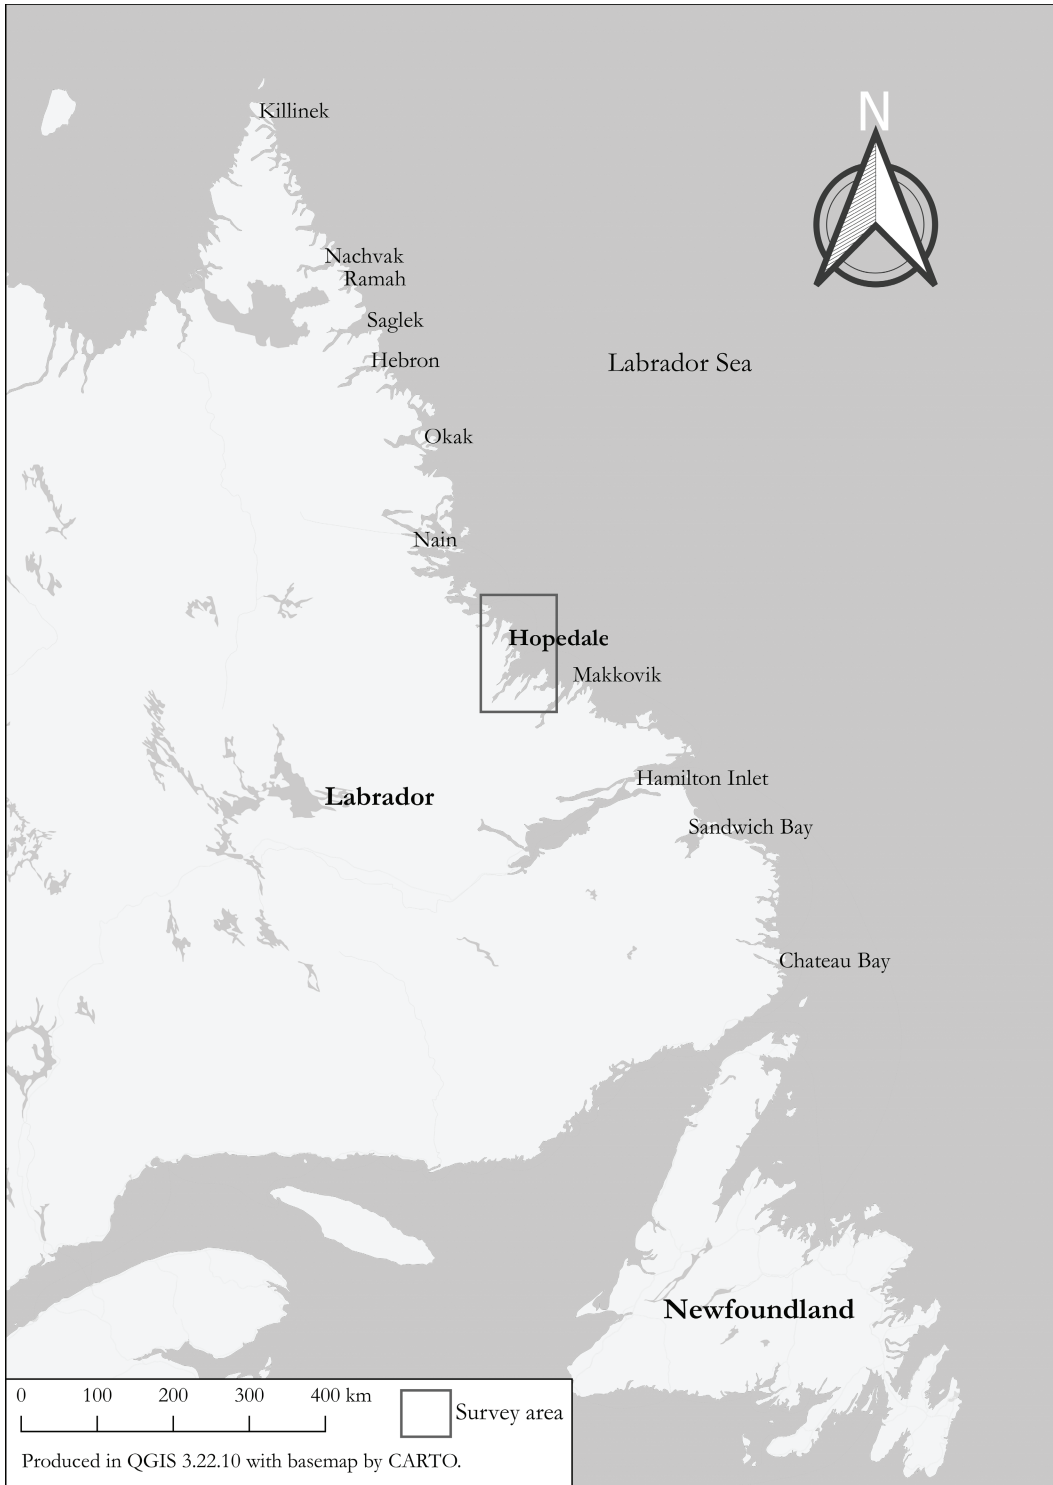 N
Killinek
Nachvak
Ramah
Saglek
Hebron
Labrador Sea
Okak
Nain
Hopedale
Makkovik
Hamilton Inlet
Labrador
Sandwich Bay
Chateau Bay
Newfoundland
0 100 200 300 400 km
Survey area
Produced in QGIS 3.22.10 with basemap by CARTO.